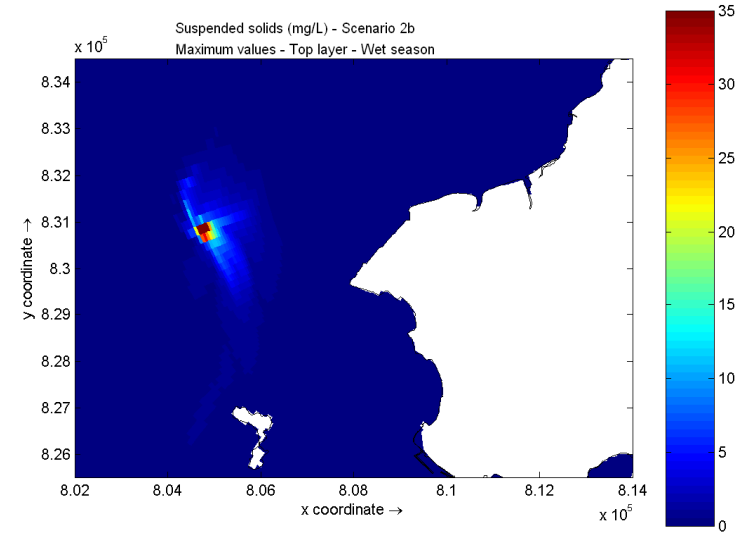 Suspended solids (mg/L) - Scenario 2b
Maximum values - Top layer - Wet season
x 10^5
8.34
8.33
8.32
8.31
8.3
8.29
8.28
8.27
8.26
y coordinate →
8.02 8.04 8.06 8.08 8.1 8.12 8.14
x coordinate →
x 10^5
35
30
25
20
15
10
5
0